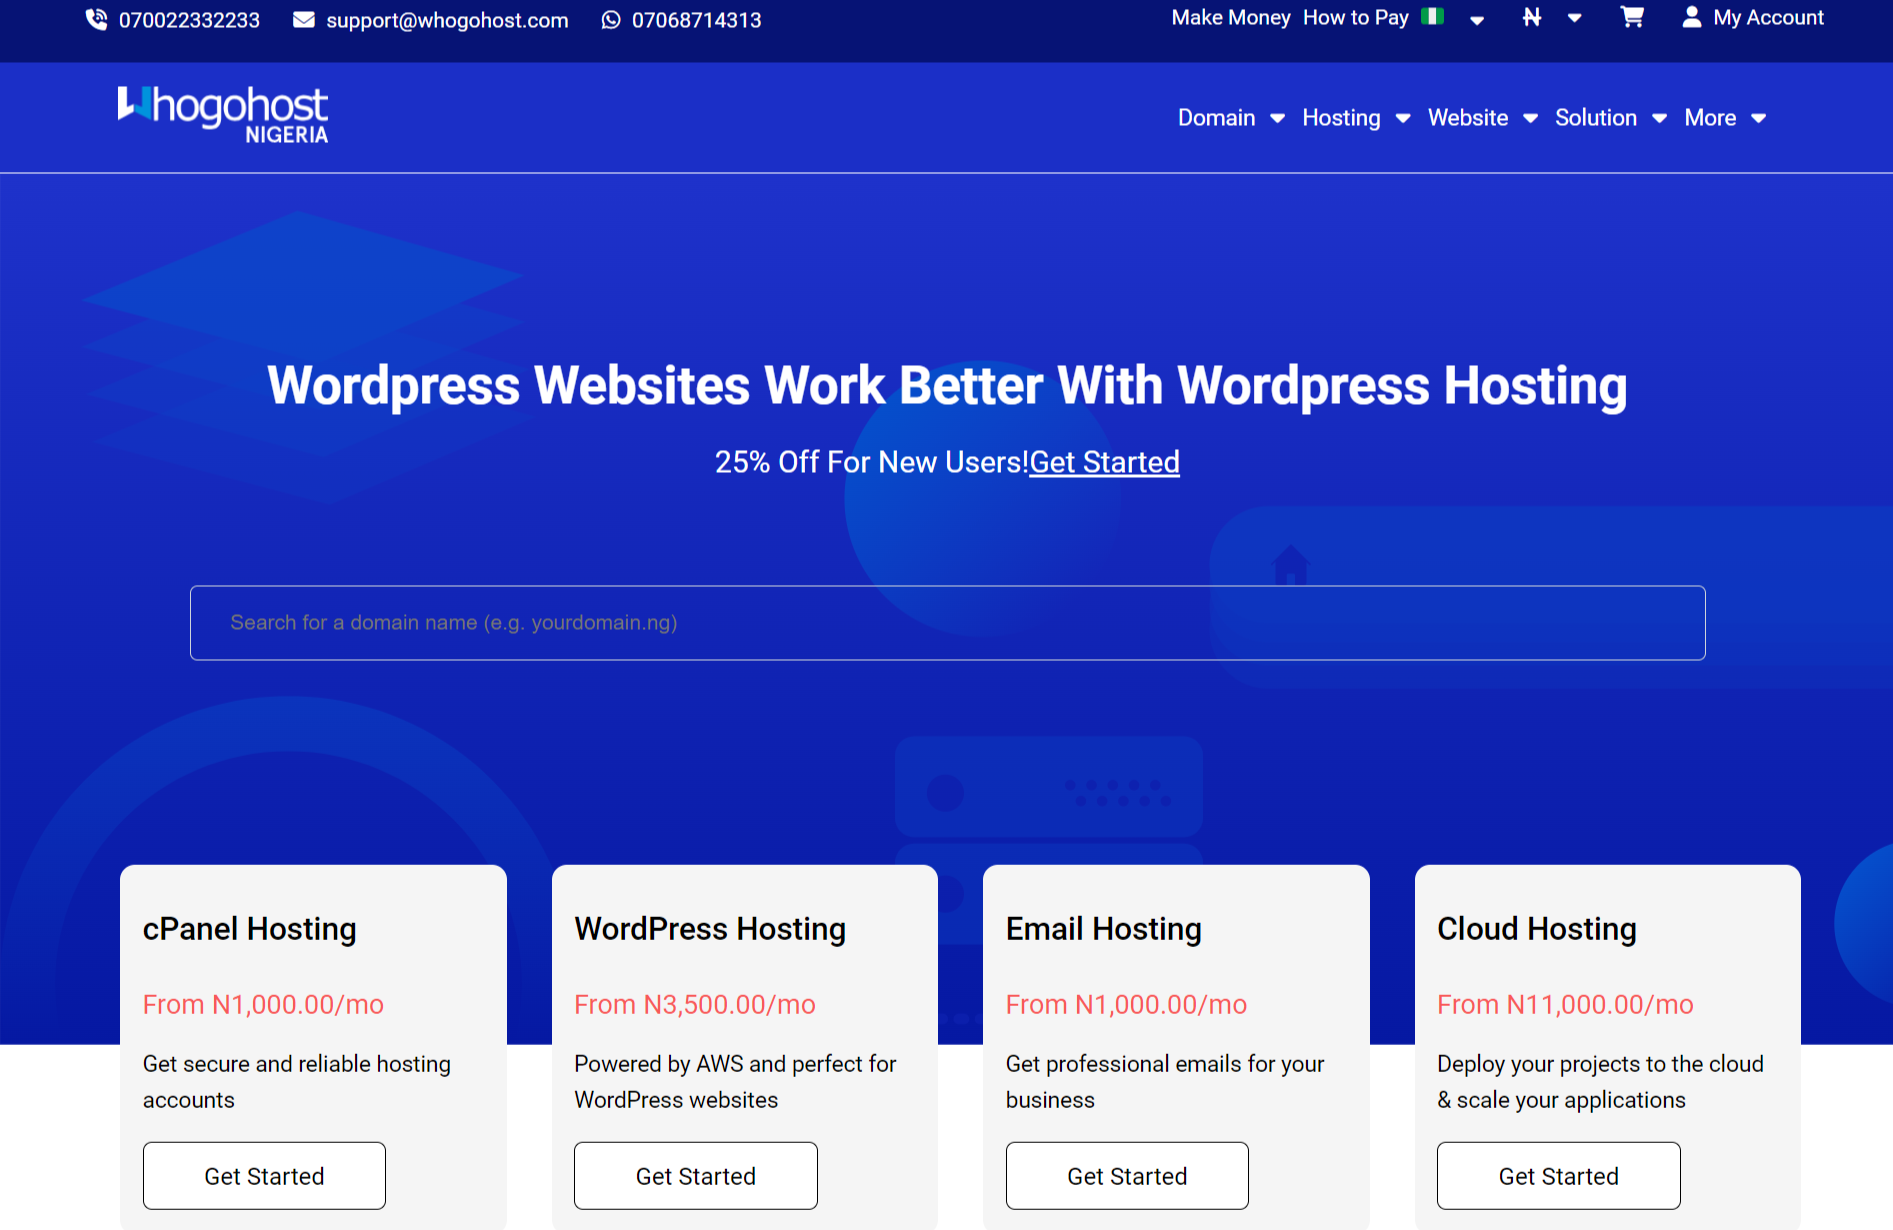 070022332233 support@whogohost.com 07068714313 Make Money How to Pay ₦ My Account
Whogohost
NIGERIA
Domain Hosting Website Solution More
Wordpress Websites Work Better With Wordpress Hosting
25% Off For New Users!Get Started
Search for a domain name (e.g. yourdomain.ng)
cPanel Hosting
From N1,000.00/mo
Get secure and reliable hosting
accounts
Get Started
WordPress Hosting
From N3,500.00/mo
Powered by AWS and perfect for
WordPress websites
Get Started
Email Hosting
From N1,000.00/mo
Get professional emails for your
business
Get Started
Cloud Hosting
From N11,000.00/mo
Deploy your projects to the cloud
& scale your applications
Get Started